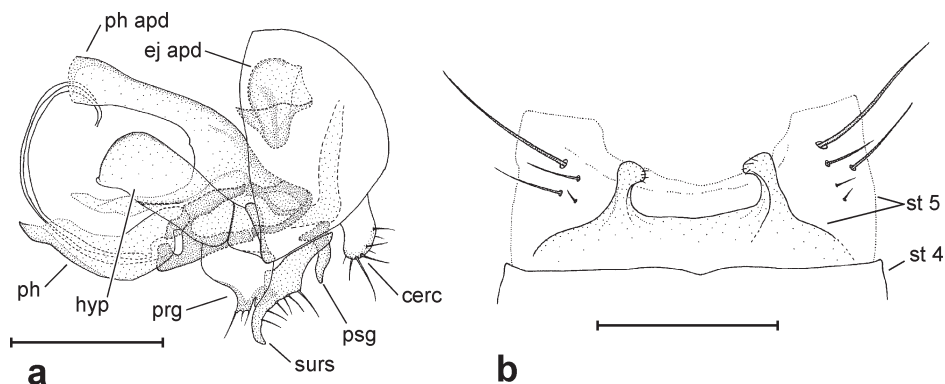 ph apd
ej apd
ph
hyp
prg
surs
psg
cerc
a
st 5
st 4
b